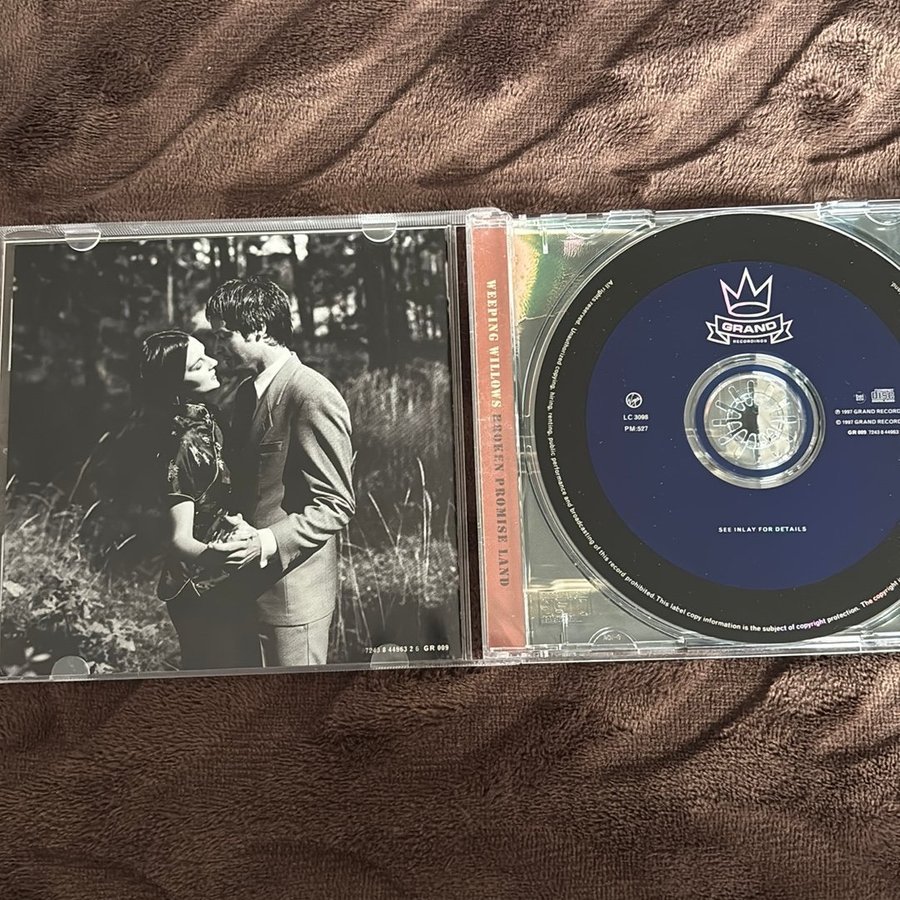 7243 8 44963 2 6 GR 009
WEEPING WILLOWS BROKEN PROMISE LAND
GRAND
RECORDINGS
LC 3098
PM:527
℗ 1997 GRAND RECORD
© 1997 GRAND RECORD
GR 009 7243 8 44963
SEE INLAY FOR DETAILS
All rights reserved. Unauthorized copying, hiring, renting, public performance and broadcasting of this record prohibited. This label copy information is the subject of copyright protection. The copyright